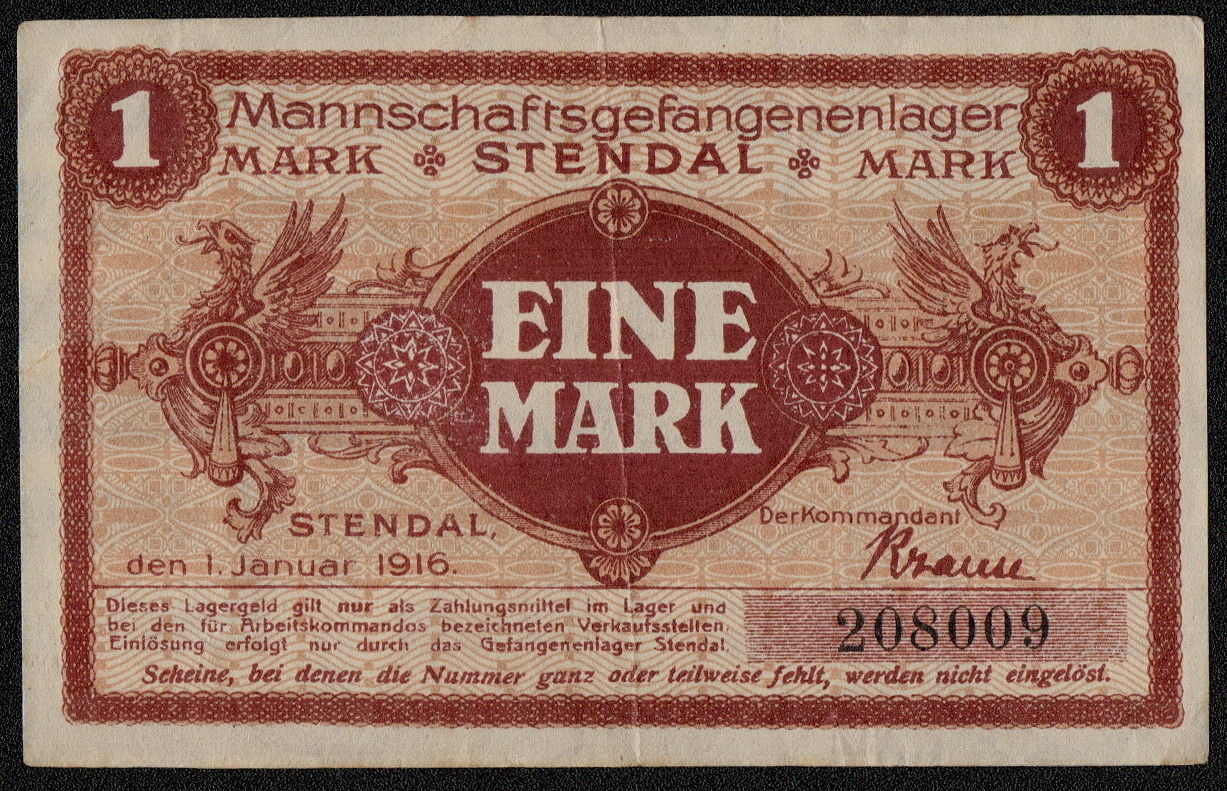 1 Mannschaftsgefangenenlager 1
MARK STENDAL MARK
EINE
MARK
STENDAL,
den 1. Januar 1916.
Der Kommandant
Dieses Lagergeld gilt nur als Zahlungsmittel im Lager und
bei den für Arbeitskommandos bezeichneten Verkaufsstellen.
Einlösung erfolgt nur durch das Gefangenenlager Stendal.
208009
Scheine, bei denen die Nummer ganz oder teilweise fehlt, werden nicht eingelöst.